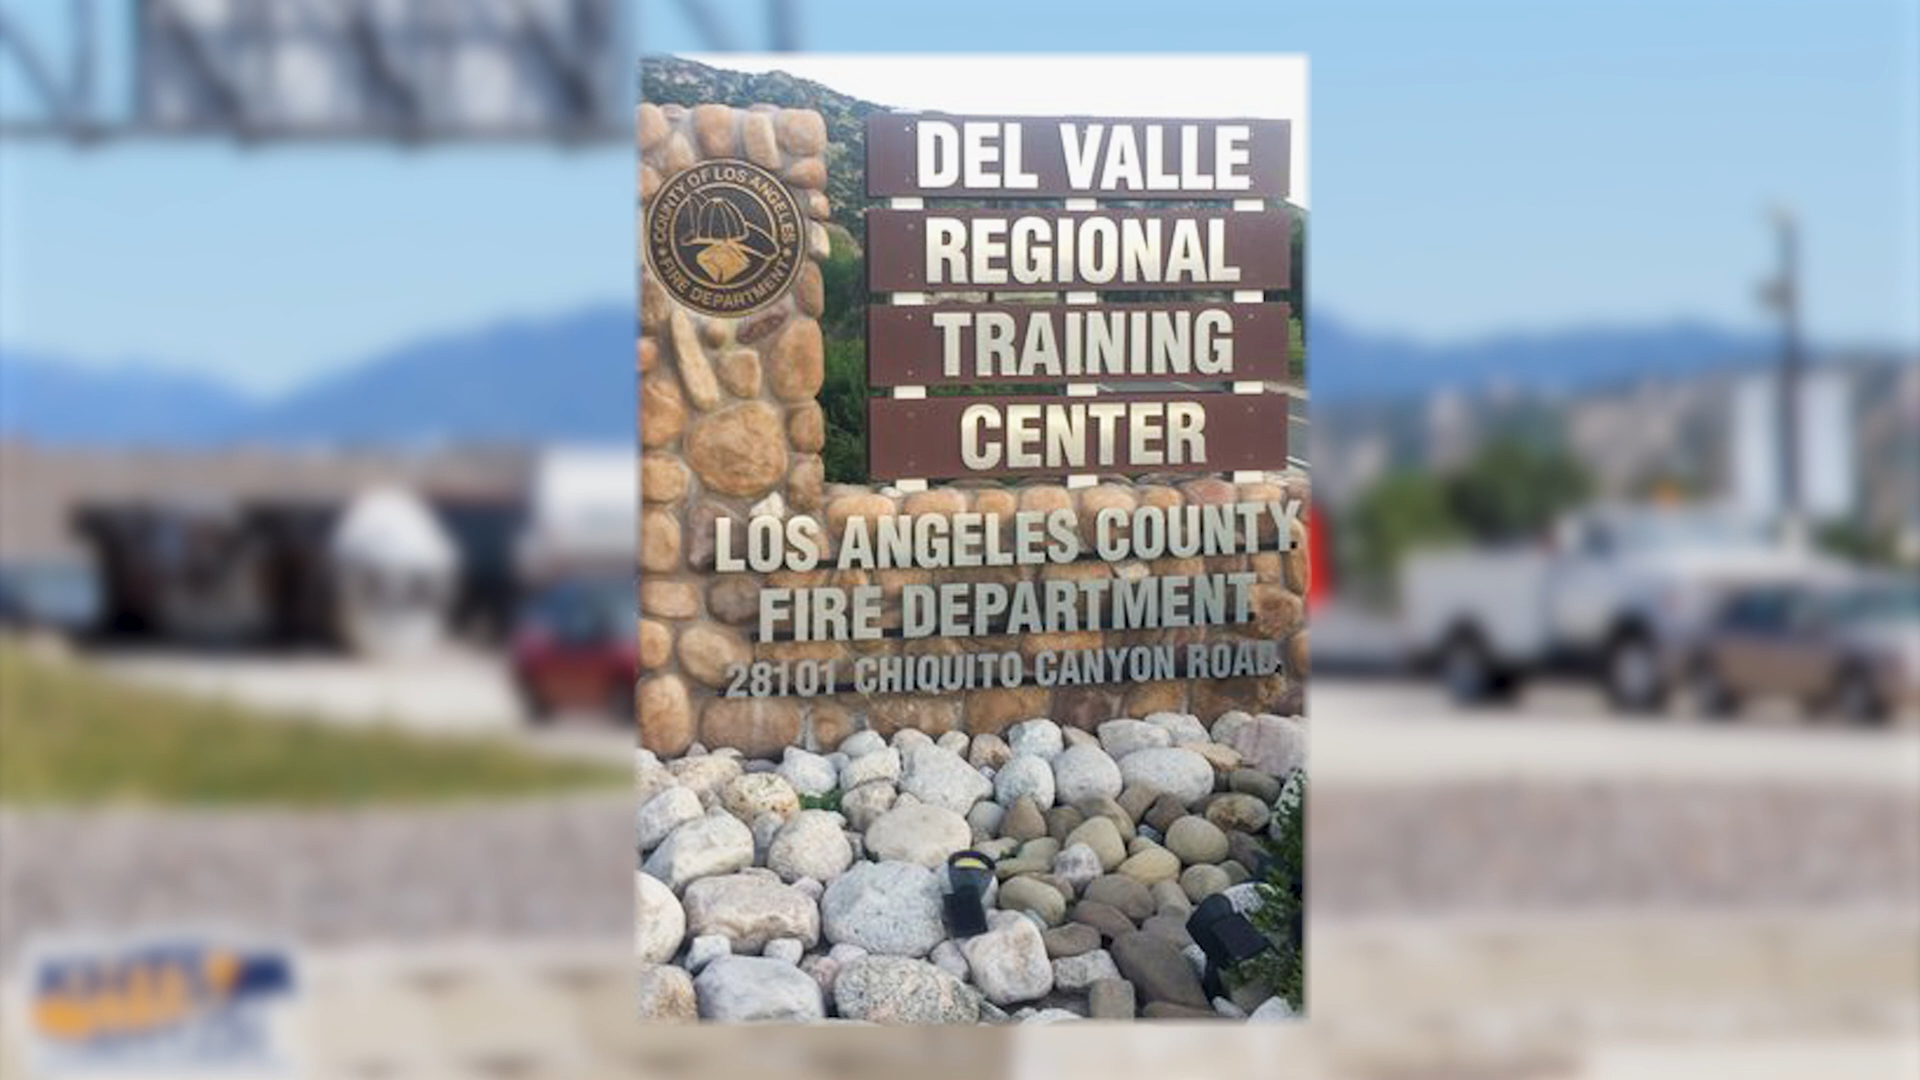 COUNTY OF LOS ANGELES
FIRE DEPARTMENT
DEL VALLE
REGIONAL
TRAINING
CENTER
LOS ANGELES COUNTY
FIRE DEPARTMENT
28101 CHIQUITO CANYON ROAD